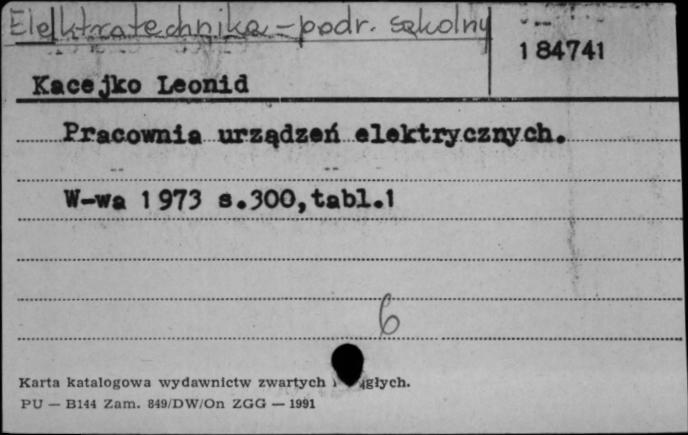 Elektrotechnika - podr. szkolny
184741
Kacejko Leonid
Pracownia urządzeń elektrycznych.
W-wa 1973 s.300,tabl.1
6
Karta katalogowa wydawnictw zwartych
PU — B144 Zam. 849/DW/On ZGG — 1991